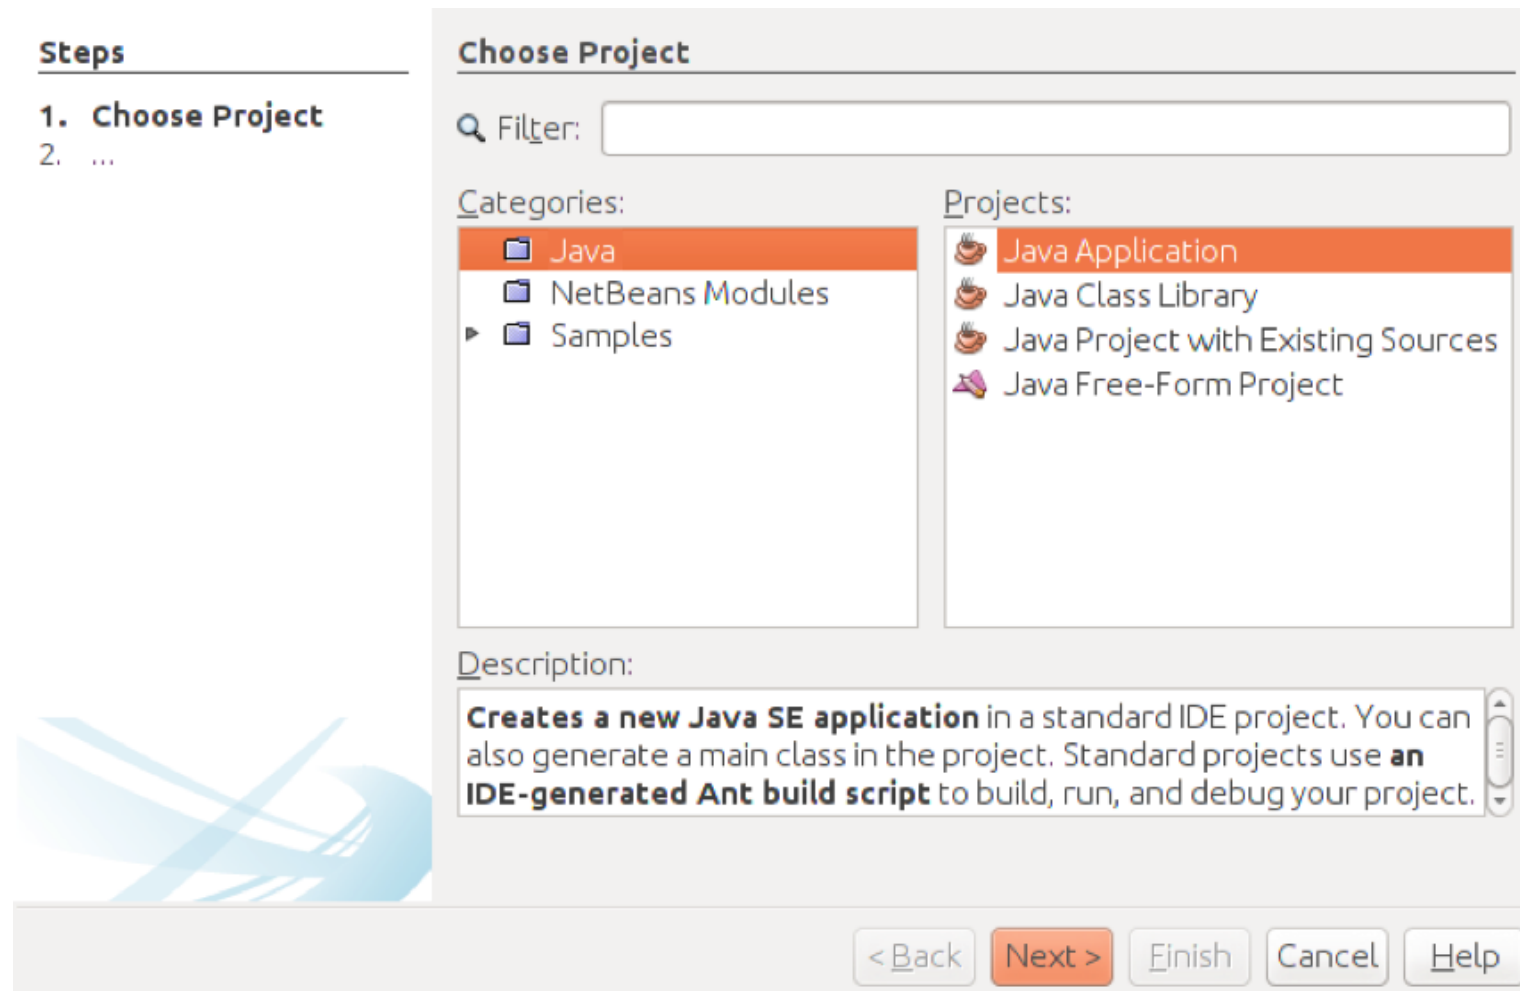 Steps
1. Choose Project
2. ...
Choose Project
Filter:
Categories:
Java
NetBeans Modules
Samples
Projects:
Java Application
Java Class Library
Java Project with Existing Sources
Java Free-Form Project
Description:
Creates a new Java SE application in a standard IDE project. You can
also generate a main class in the project. Standard projects use an
IDE-generated Ant build script to build, run, and debug your project.
< Back Next > Finish Cancel Help